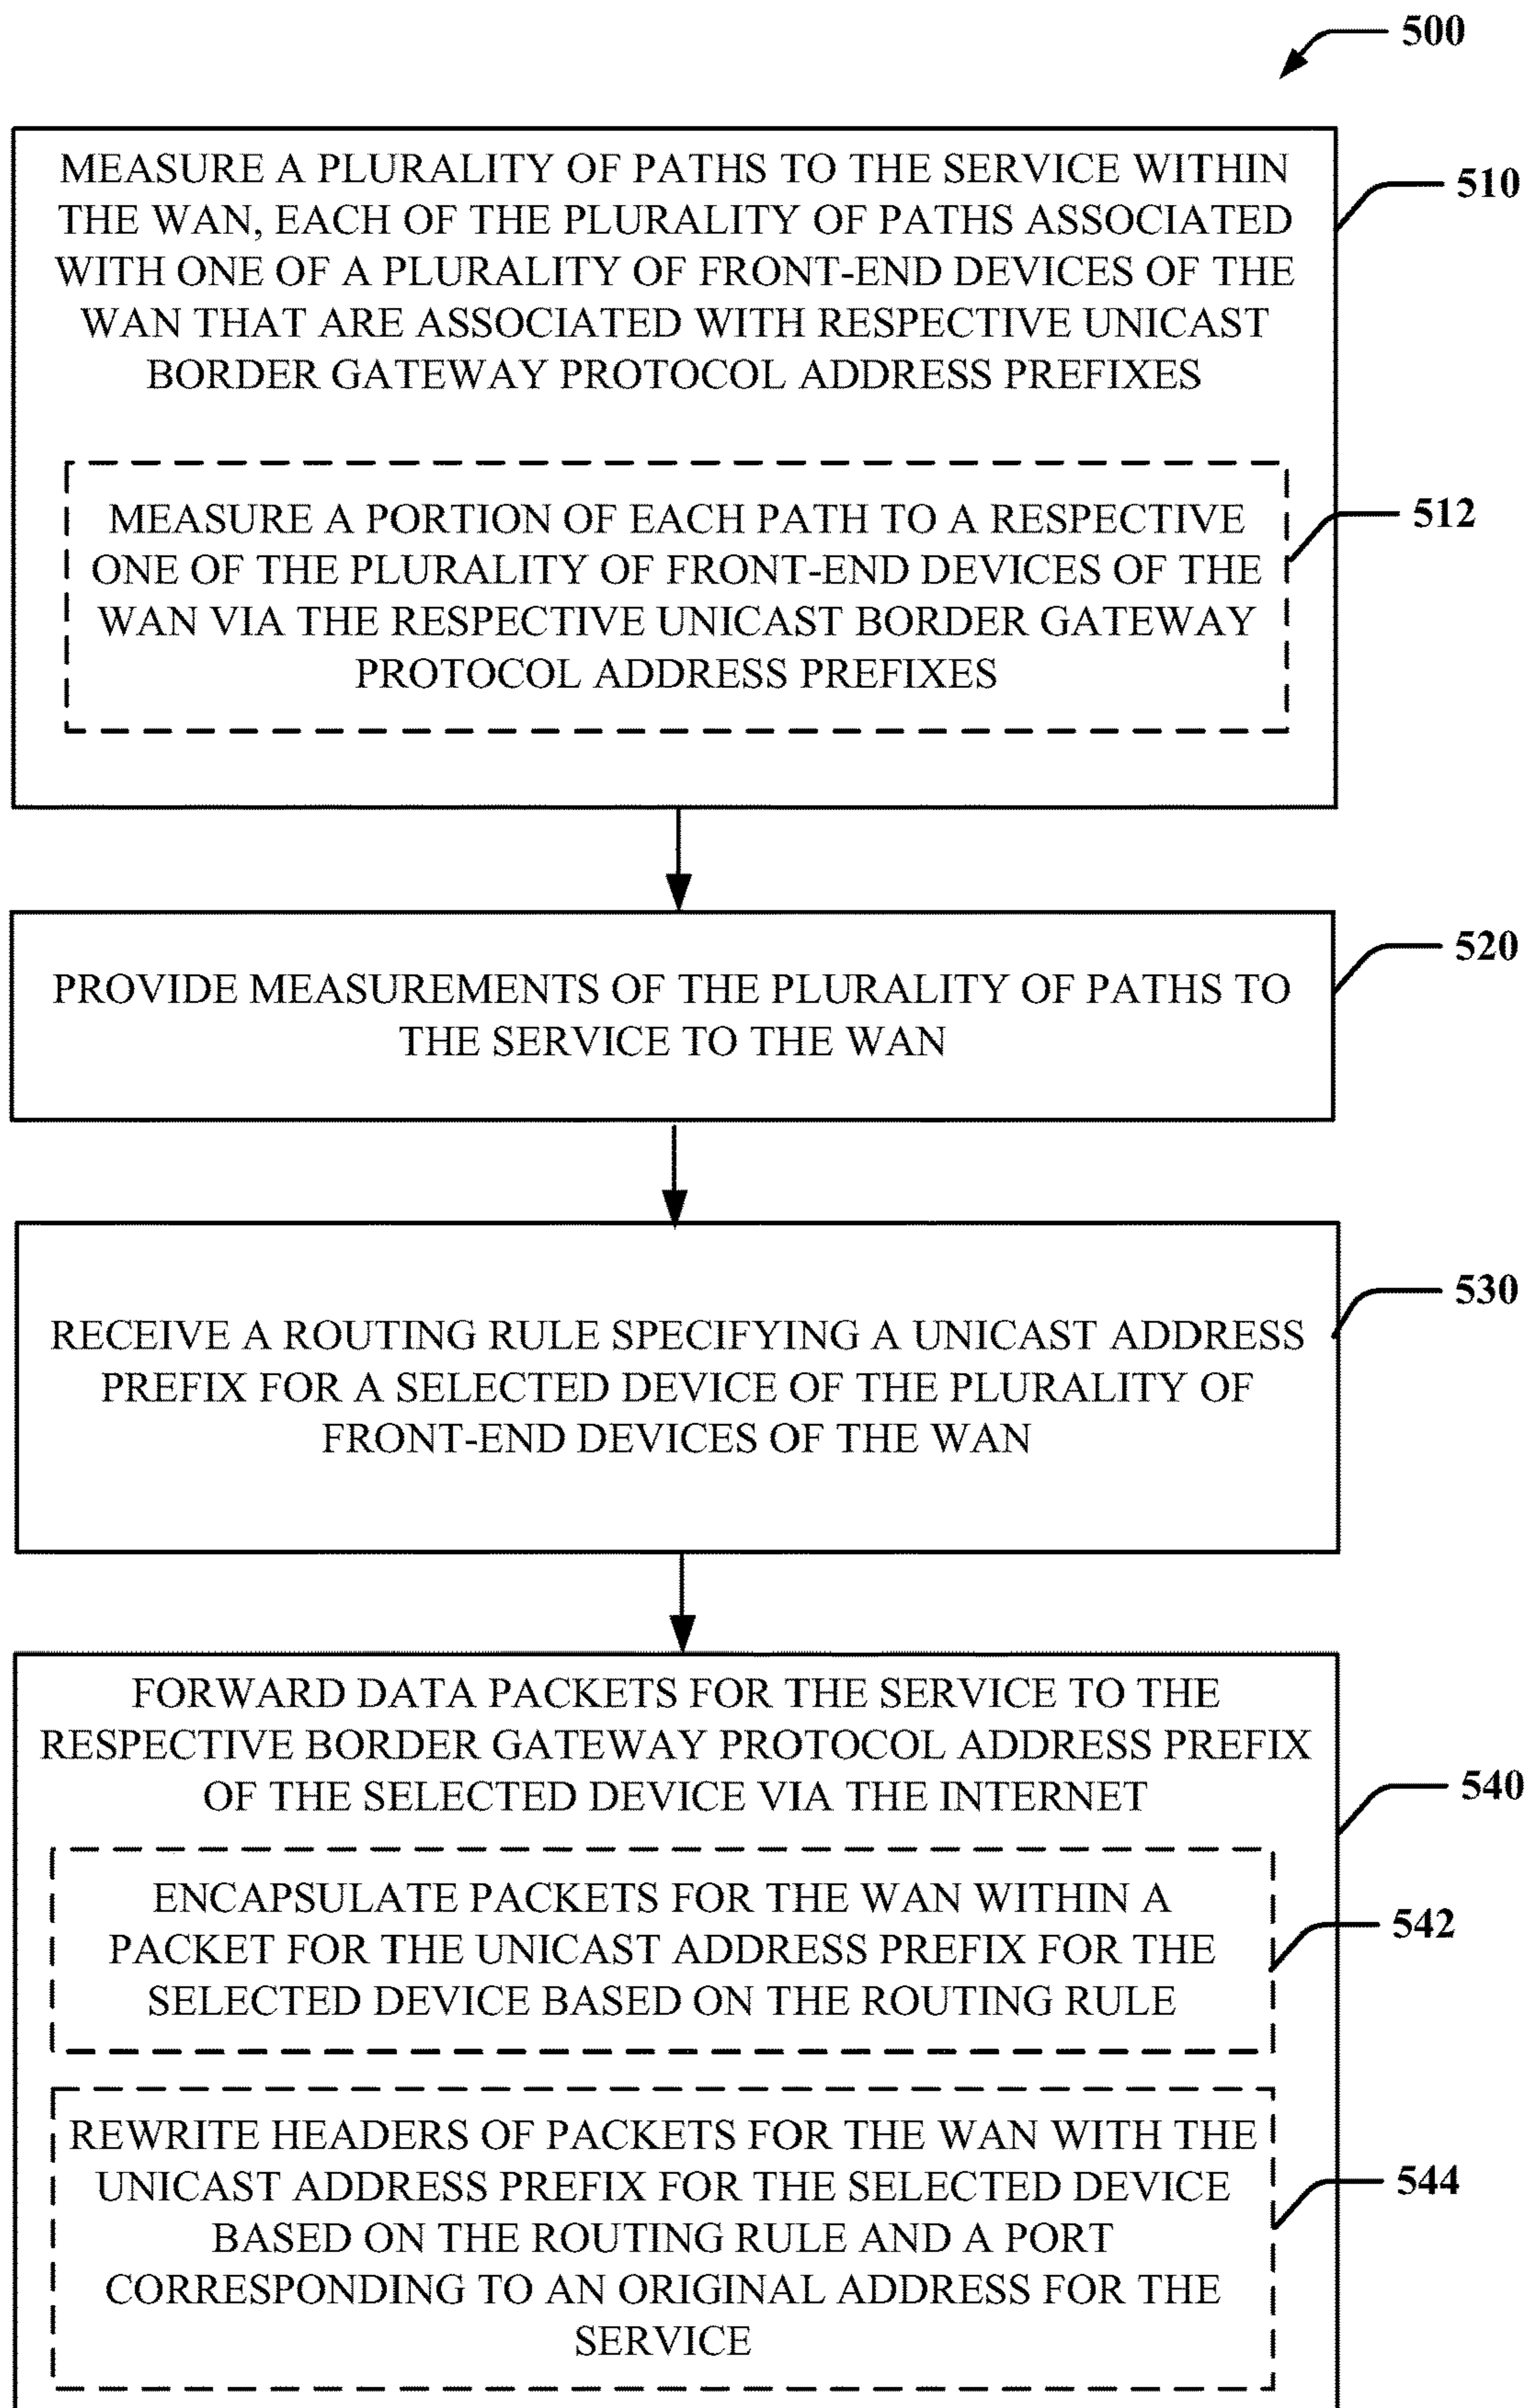 500
MEASURE A PLURALITY OF PATHS TO THE SERVICE WITHIN
THE WAN, EACH OF THE PLURALITY OF PATHS ASSOCIATED
WITH ONE OF A PLURALITY OF FRONT-END DEVICES OF THE
WAN THAT ARE ASSOCIATED WITH RESPECTIVE UNICAST
BORDER GATEWAY PROTOCOL ADDRESS PREFIXES
510
MEASURE A PORTION OF EACH PATH TO A RESPECTIVE
ONE OF THE PLURALITY OF FRONT-END DEVICES OF THE
WAN VIA THE RESPECTIVE UNICAST BORDER GATEWAY
PROTOCOL ADDRESS PREFIXES
512
PROVIDE MEASUREMENTS OF THE PLURALITY OF PATHS TO
THE SERVICE TO THE WAN
520
RECEIVE A ROUTING RULE SPECIFYING A UNICAST ADDRESS
PREFIX FOR A SELECTED DEVICE OF THE PLURALITY OF
FRONT-END DEVICES OF THE WAN
530
FORWARD DATA PACKETS FOR THE SERVICE TO THE
RESPECTIVE BORDER GATEWAY PROTOCOL ADDRESS PREFIX
OF THE SELECTED DEVICE VIA THE INTERNET
540
ENCAPSULATE PACKETS FOR THE WAN WITHIN A
PACKET FOR THE UNICAST ADDRESS PREFIX FOR THE
SELECTED DEVICE BASED ON THE ROUTING RULE
542
REWRITE HEADERS OF PACKETS FOR THE WAN WITH THE
UNICAST ADDRESS PREFIX FOR THE SELECTED DEVICE
BASED ON THE ROUTING RULE AND A PORT
CORRESPONDING TO AN ORIGINAL ADDRESS FOR THE
SERVICE
544